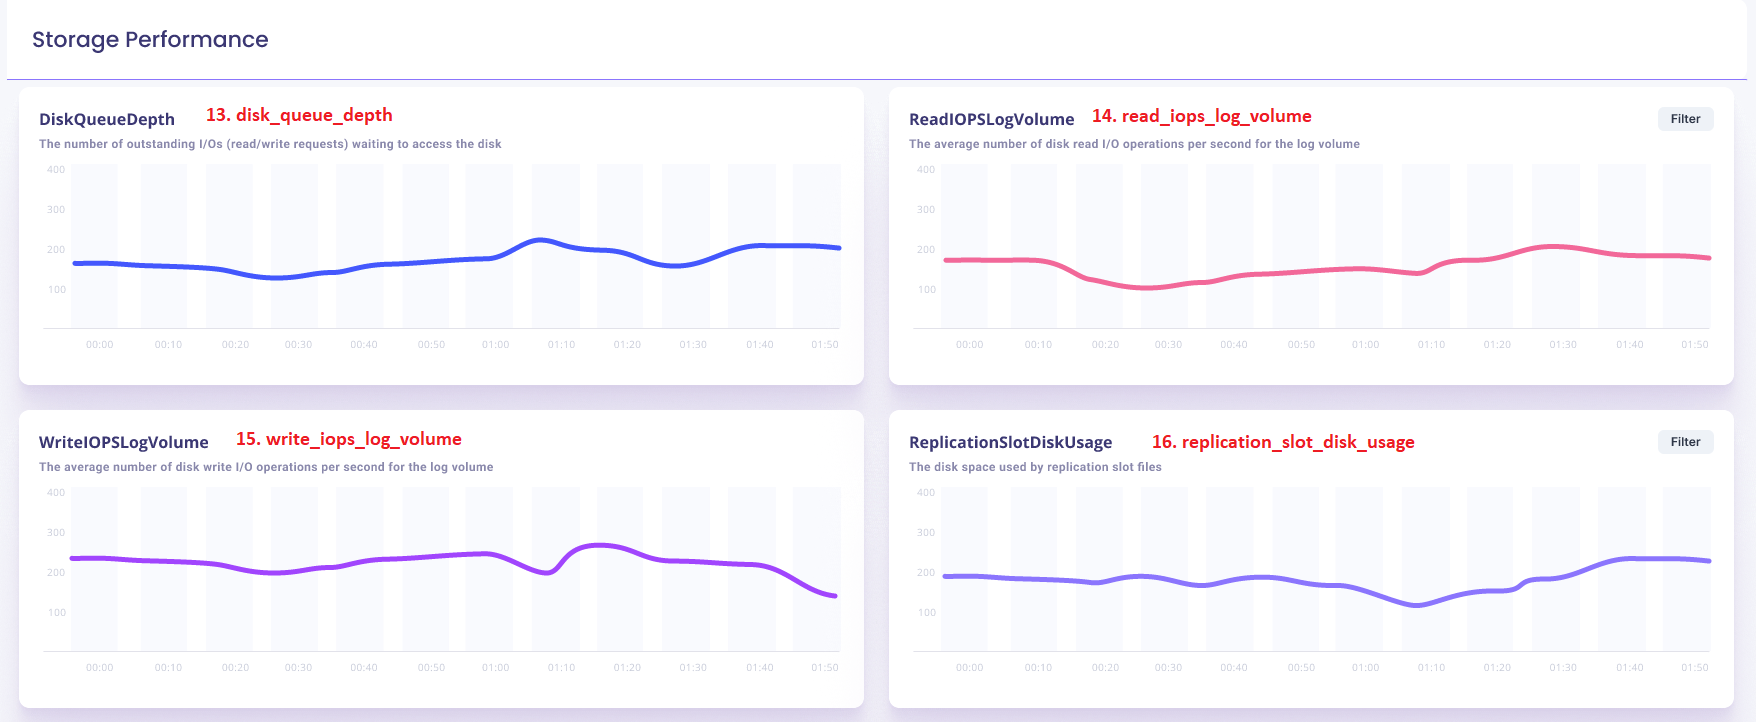 Storage Performance
DiskQueueDepth 13. disk_queue_depth
The number of outstanding I/Os (read/write requests) waiting to access the disk
400
300
200
100
00:00 00:10 00:20 00:30 00:40 00:50 01:00 01:10 01:20 01:30 01:40 01:50
ReadIOPSLogVolume 14. read_iops_log_volume Filter
The average number of disk read I/O operations per second for the log volume
400
300
200
100
00:00 00:10 00:20 00:30 00:40 00:50 01:00 01:10 01:20 01:30 01:40 01:50
WriteIOPSLogVolume 15. write_iops_log_volume
The average number of disk write I/O operations per second for the log volume
400
300
200
100
00:00 00:10 00:20 00:30 00:40 00:50 01:00 01:10 01:20 01:30 01:40 01:50
ReplicationSlotDiskUsage 16. replication_slot_disk_usage Filter
The disk space used by replication slot files
400
300
200
100
00:00 00:10 00:20 00:30 00:40 00:50 01:00 01:10 01:20 01:30 01:40 01:50